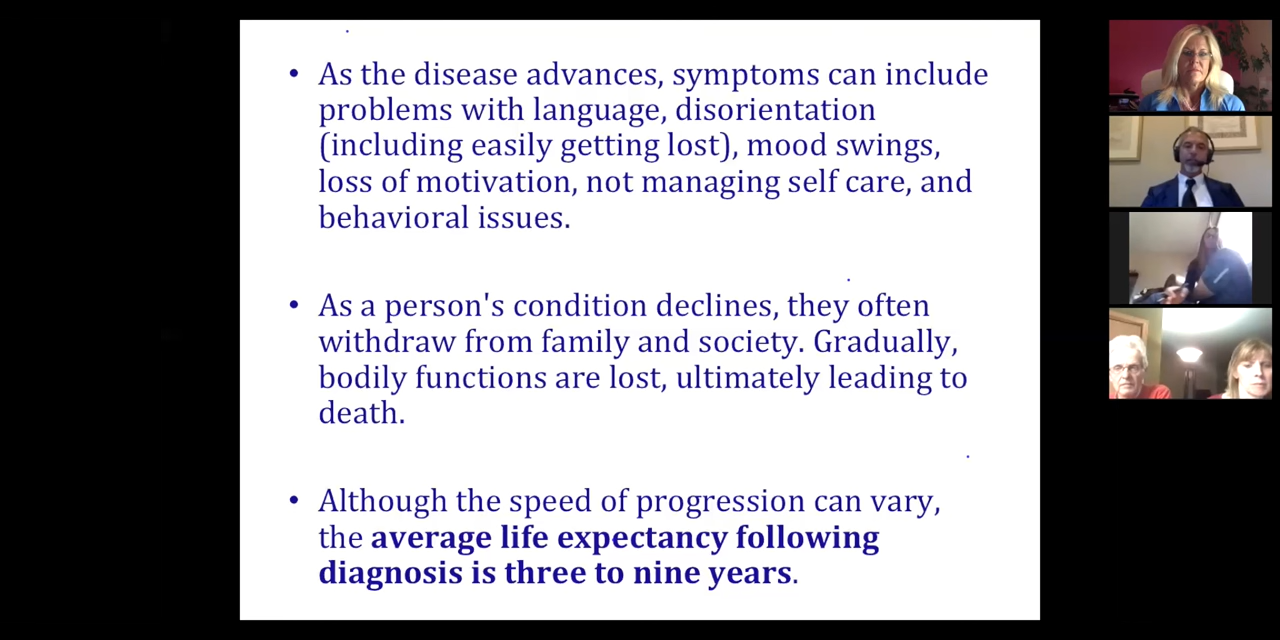 • As the disease advances, symptoms can include
problems with language, disorientation
(including easily getting lost), mood swings,
loss of motivation, not managing self care, and
behavioral issues.
• As a person's condition declines, they often
withdraw from family and society. Gradually,
bodily functions are lost, ultimately leading to
death.
• Although the speed of progression can vary,
the average life expectancy following
diagnosis is three to nine years.